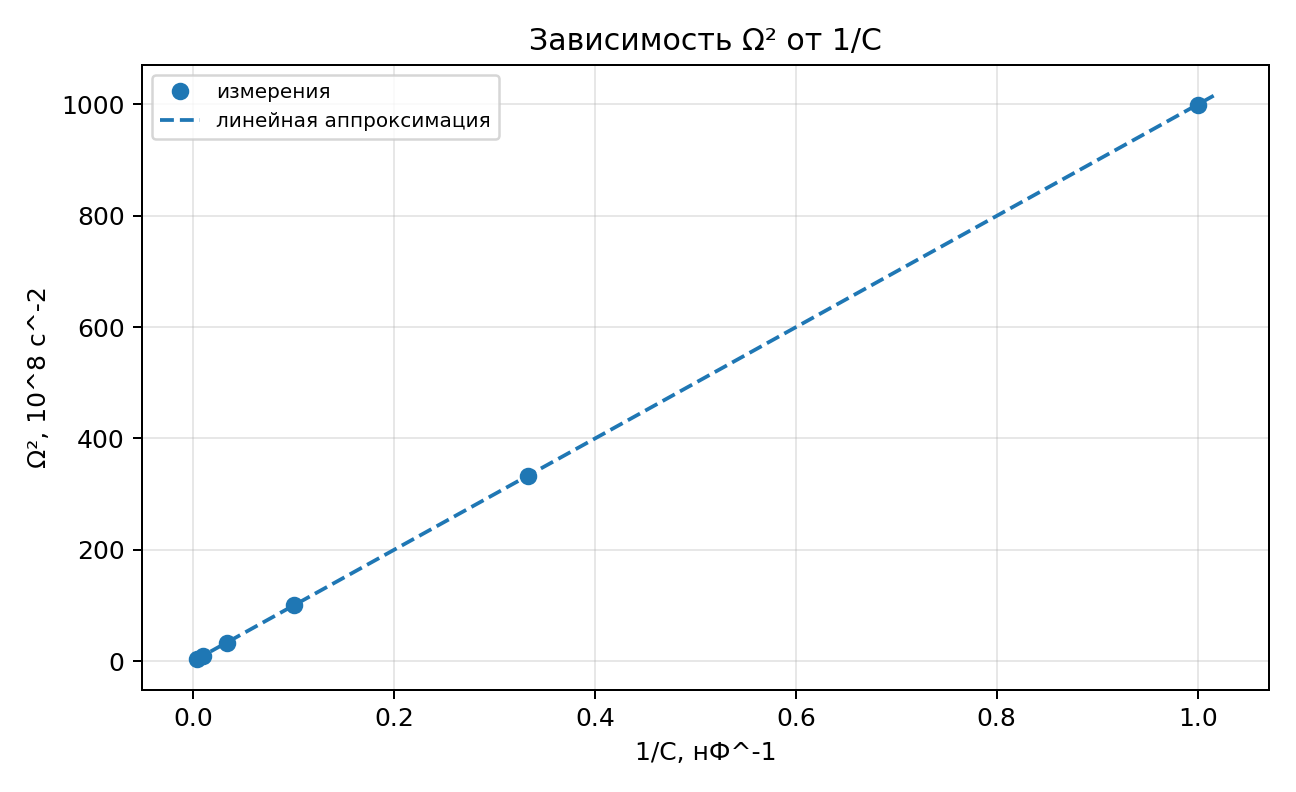 Зависимость Ω² от 1/C
измерения
линейная аппроксимация
1000
800
600
400
200
0
Ω², 10^8 с^-2
0.0 0.2 0.4 0.6 0.8 1.0
1/C, нФ^-1